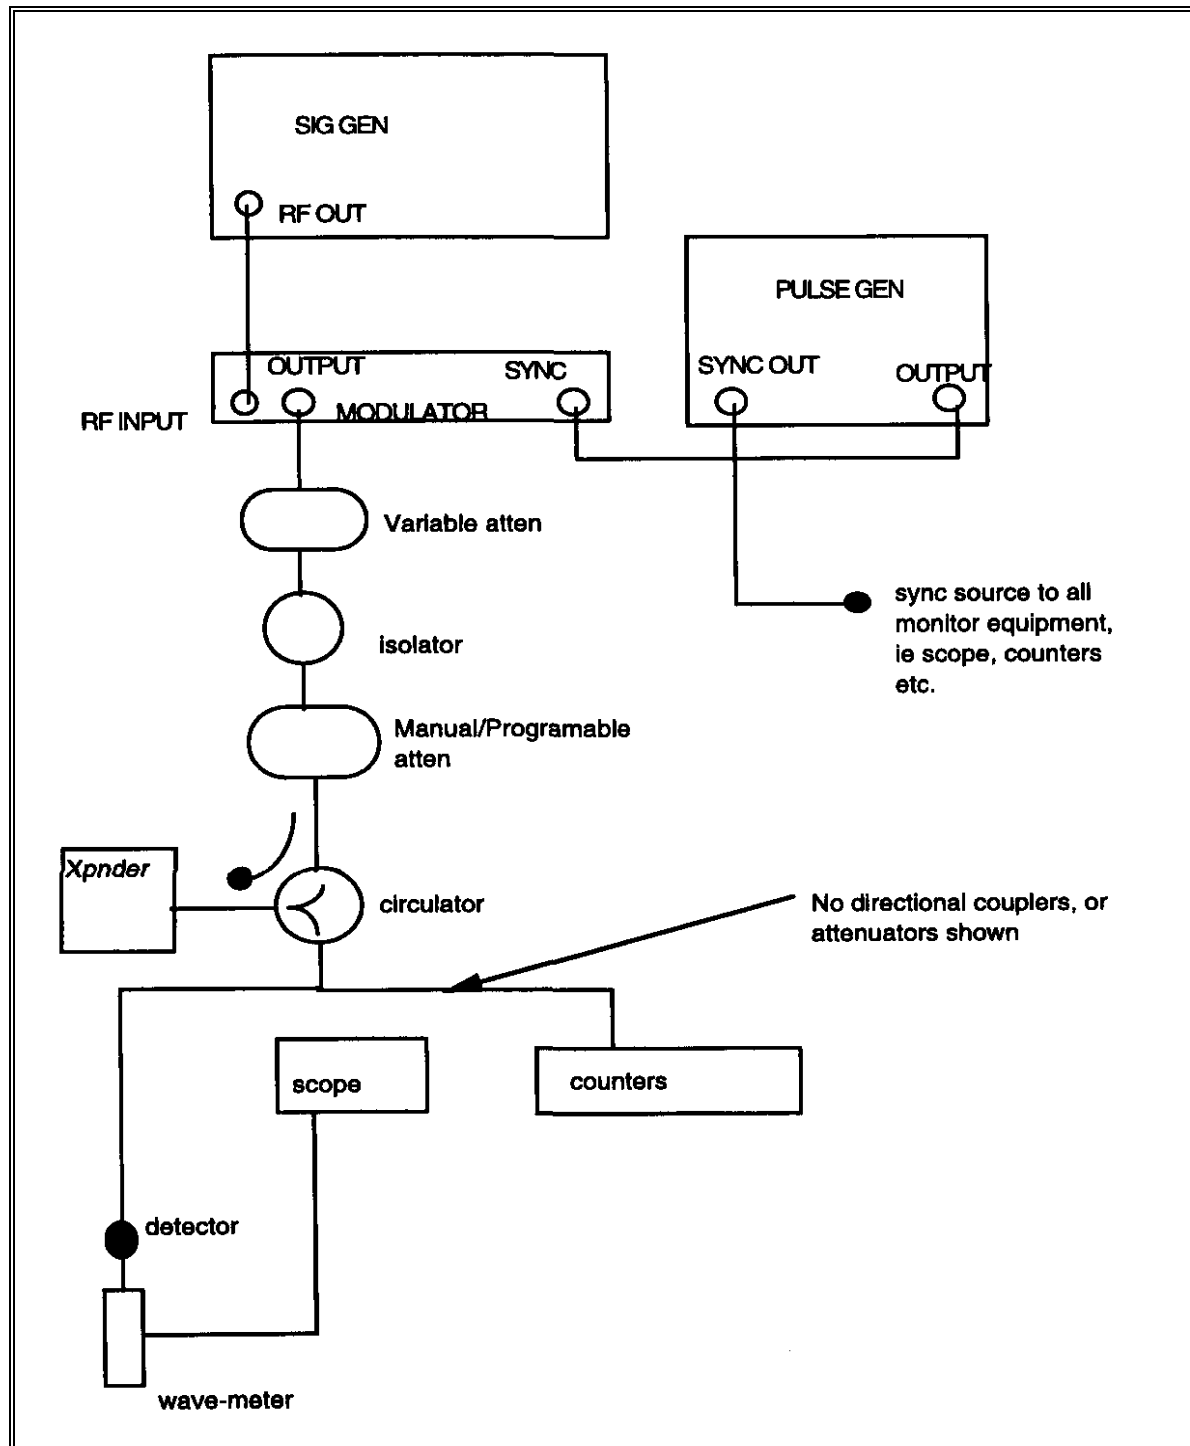 SIG GEN
RF OUT
PULSE GEN
OUTPUT
SYNC
SYNC OUT
OUTPUT
RF INPUT
MODULATOR
Variable atten
sync source to all
monitor equipment,
ie scope, counters
etc.
isolator
Manual/Programable
atten
Xpnder
circulator
No directional couplers, or
attenuators shown
scope
counters
detector
wave-meter